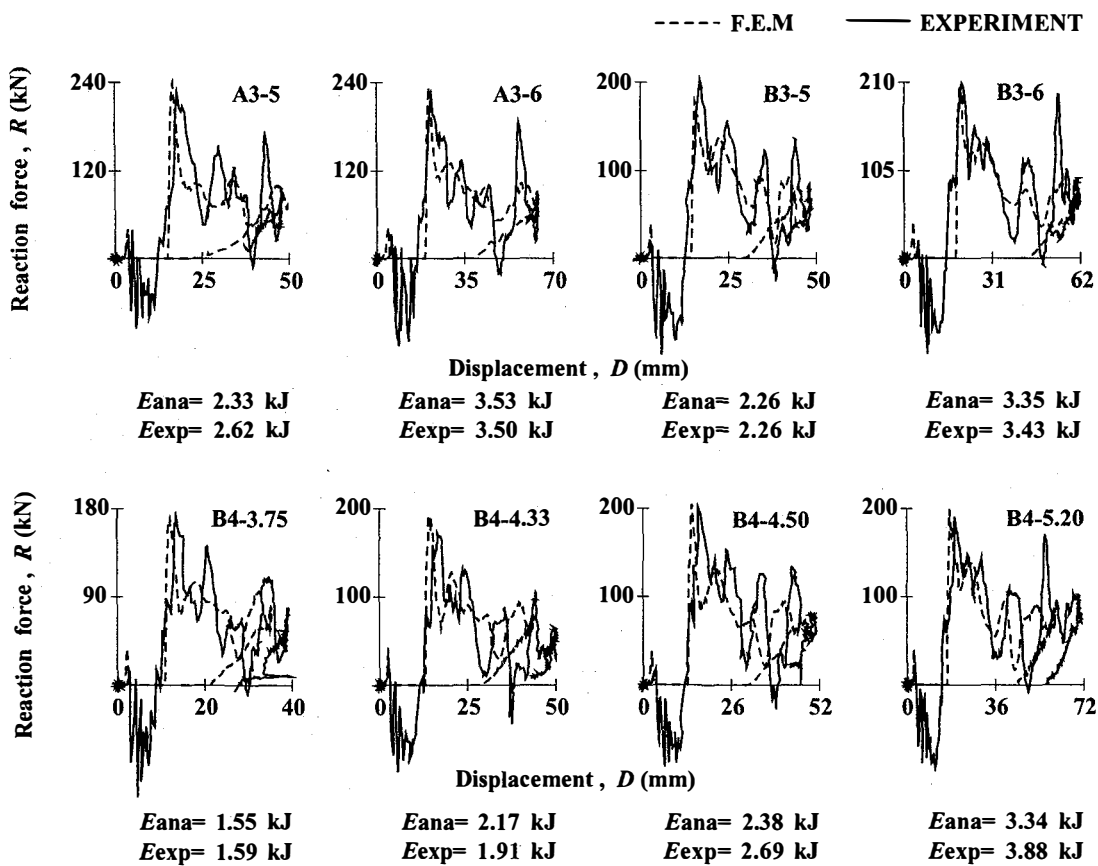 F.E.M EXPERIMENT
Reaction force , R (kN)
240 A3-5 240 A3-6 200 B3-5 210 B3-6
120 120 100 105
0 25 50 0 35 70 0 25 50 0 31 62
Displacement , D (mm)
Eana= 2.33 kJ Eana= 3.53 kJ Eana= 2.26 kJ Eana= 3.35 kJ
Eexp= 2.62 kJ Eexp= 3.50 kJ Eexp= 2.26 kJ Eexp= 3.43 kJ
Reaction force , R (kN)
180 B4-3.75 200 B4-4.33 200 B4-4.50 200 B4-5.20
90 100 100 100
0 20 40 0 25 50 0 26 52 0 36 72
Displacement , D (mm)
Eana= 1.55 kJ Eana= 2.17 kJ Eana= 2.38 kJ Eana= 3.34 kJ
Eexp= 1.59 kJ Eexp= 1.91 kJ Eexp= 2.69 kJ Eexp= 3.88 kJ